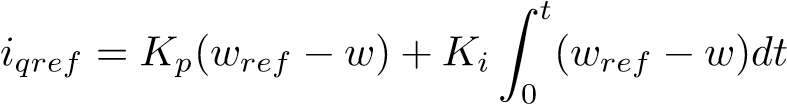 i_{qref} = K_p(w_{ref} - w) + K_i \int_0^t (w_{ref} - w)dt